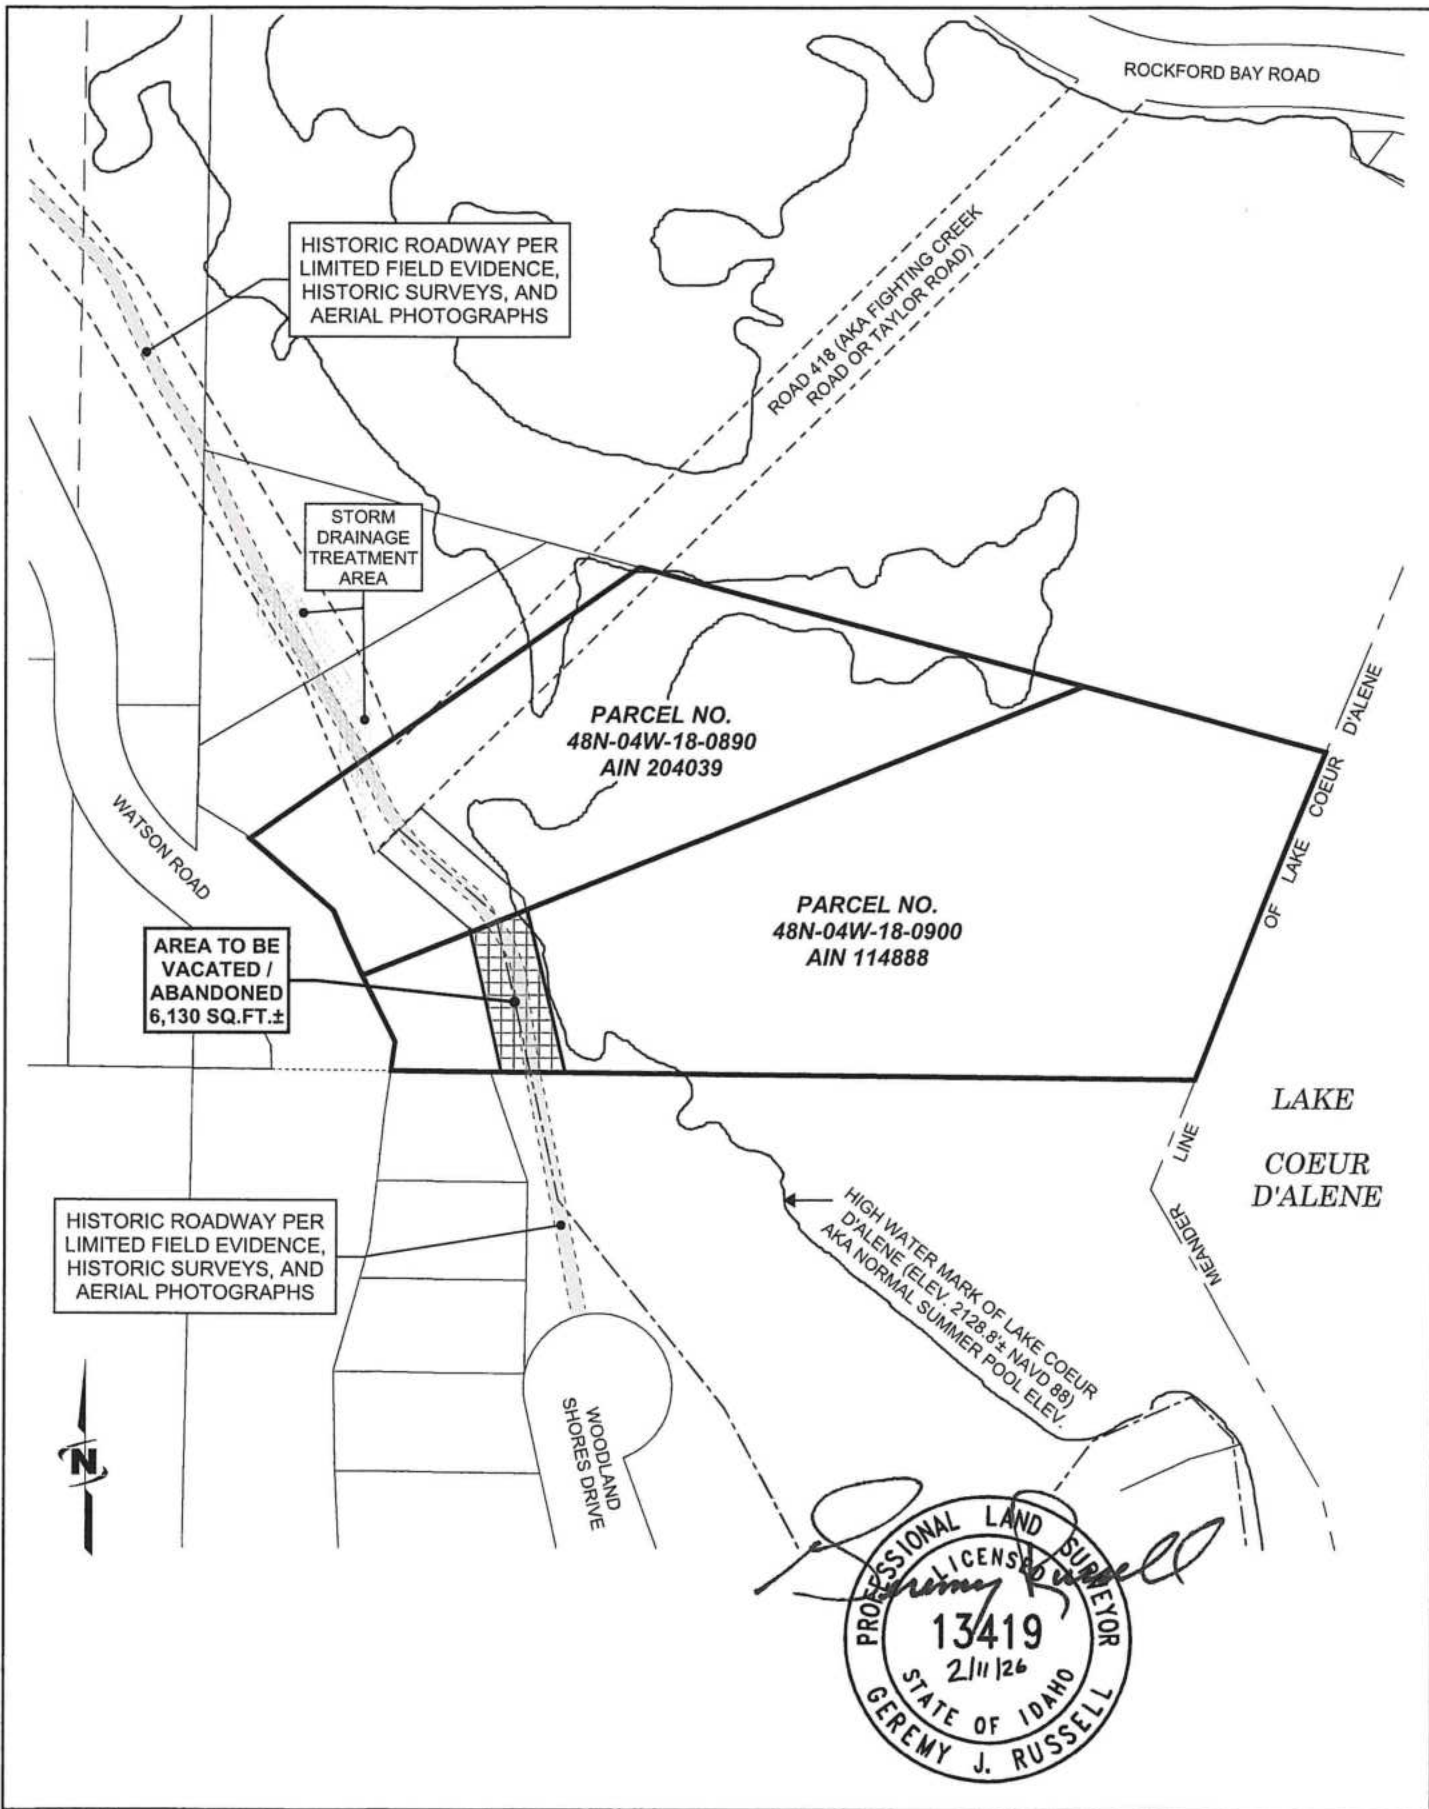 ROCKFORD BAY ROAD
HISTORIC ROADWAY PER
LIMITED FIELD EVIDENCE,
HISTORIC SURVEYS, AND
AERIAL PHOTOGRAPHS
ROAD 418 (AKA FIGHTING CREEK
ROAD OR TAYLOR ROAD)
STORM
DRAINAGE
TREATMENT
AREA
PARCEL NO.
48N-04W-18-0890
AIN 204039
WATSON ROAD
PARCEL NO.
48N-04W-18-0900
AIN 114888
AREA TO BE
VACATED /
ABANDONED
6,130 SQ.FT.±
MEANDER LINE OF LAKE COEUR D'ALENE
LAKE
COEUR
D'ALENE
HISTORIC ROADWAY PER
LIMITED FIELD EVIDENCE,
HISTORIC SURVEYS, AND
AERIAL PHOTOGRAPHS
HIGH WATER MARK OF LAKE COEUR
D'ALENE (ELEV. 2128.8'± NAVD 88)
AKA NORMAL SUMMER POOL ELEV.
N
WOODLAND
SHORES DRIVE
PROFESSIONAL LAND SURVEYOR
LICENSED
Geremy Russell
13419
2/11/26
STATE OF IDAHO
GEREMY J. RUSSELL